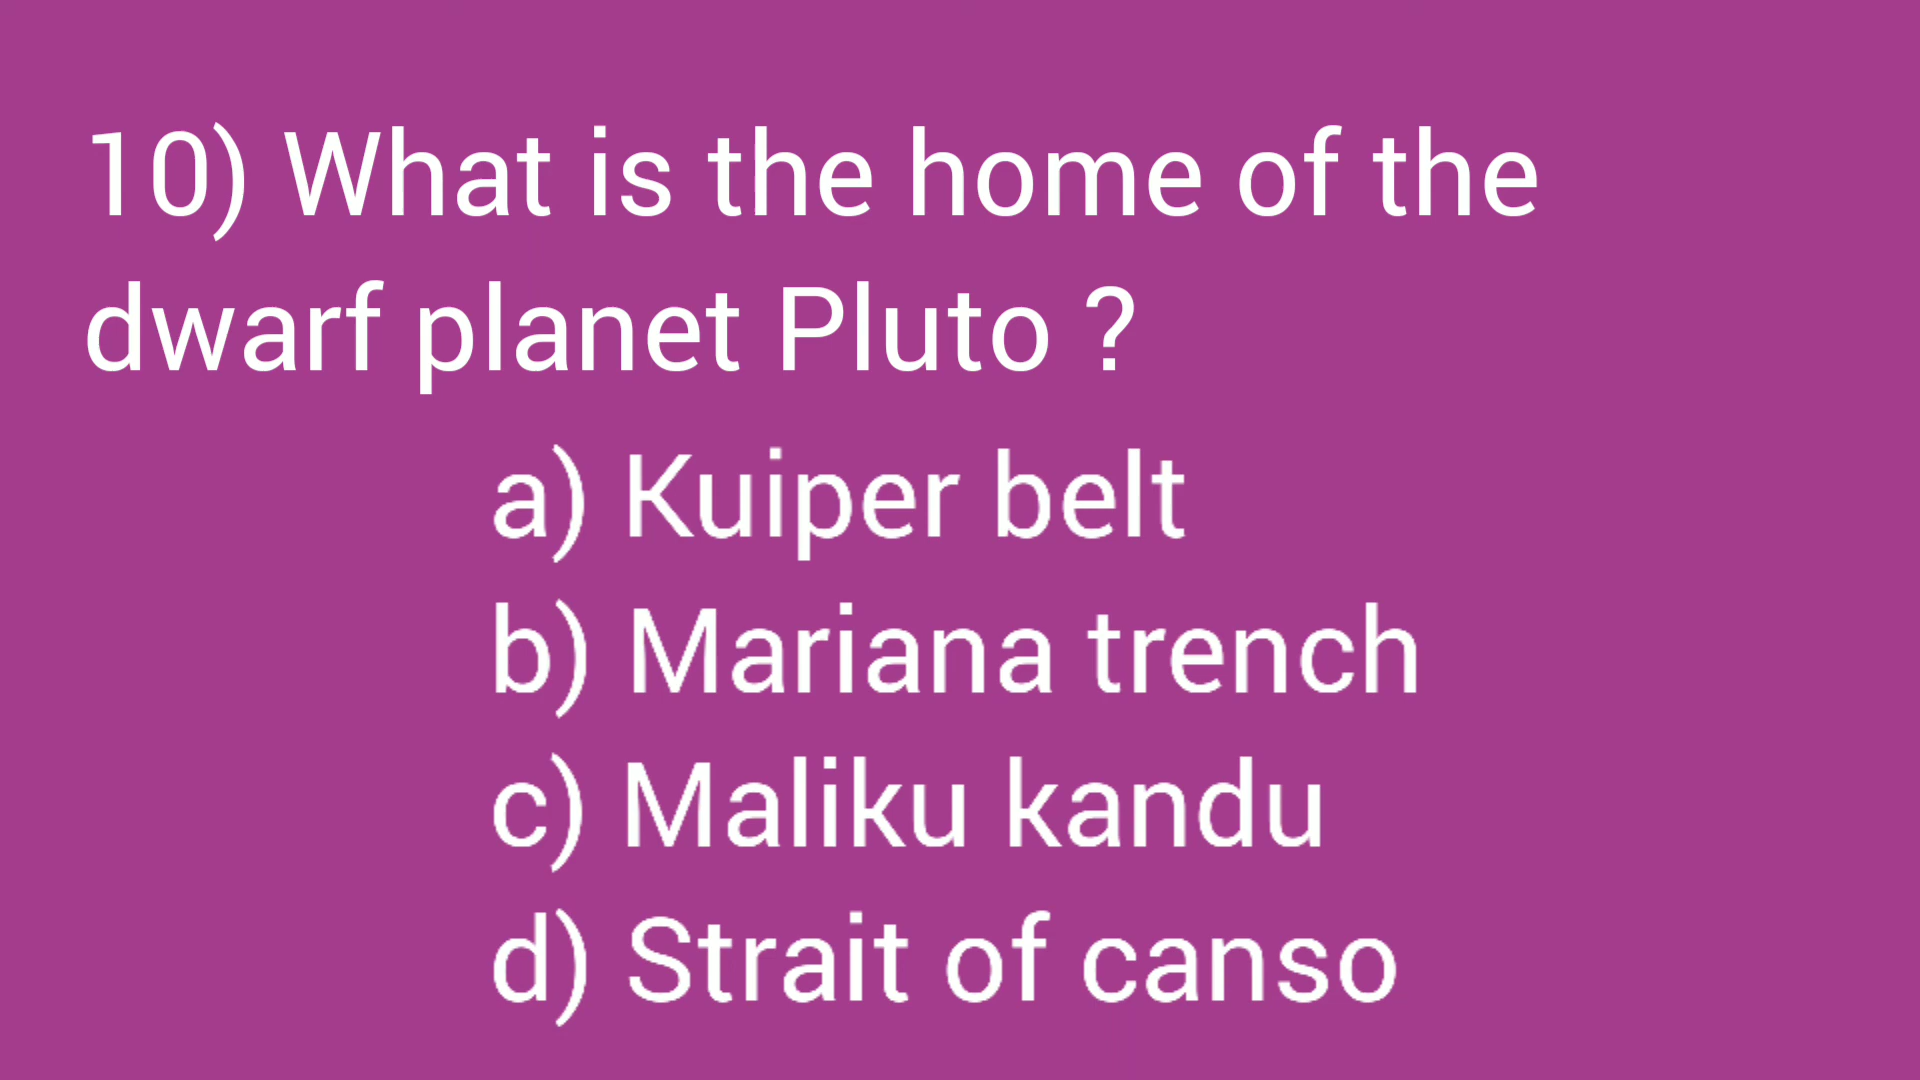 10) What is the home of the
dwarf planet Pluto ?
a) Kuiper belt
b) Mariana trench
c) Maliku kandu
d) Strait of canso